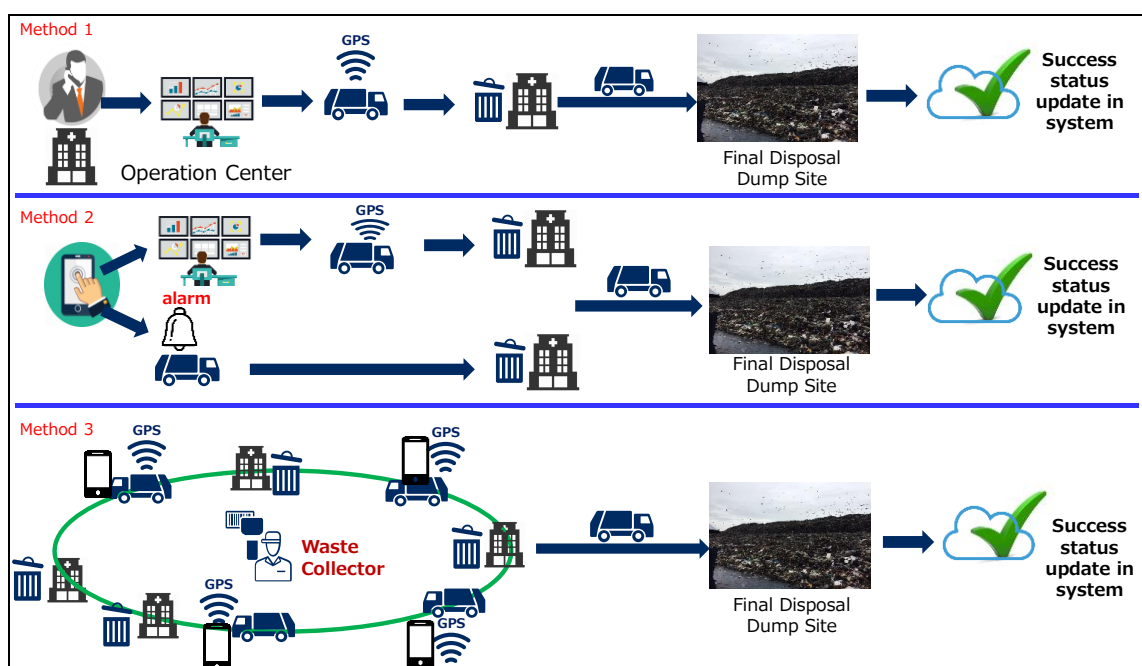 Method 1
GPS
Operation Center
Final Disposal
Dump Site
Success
status
update in
system
Method 2
GPS
alarm
Final Disposal
Dump Site
Success
status
update in
system
Method 3
GPS
GPS
Waste
Collector
GPS
GPS
Final Disposal
Dump Site
Success
status
update in
system